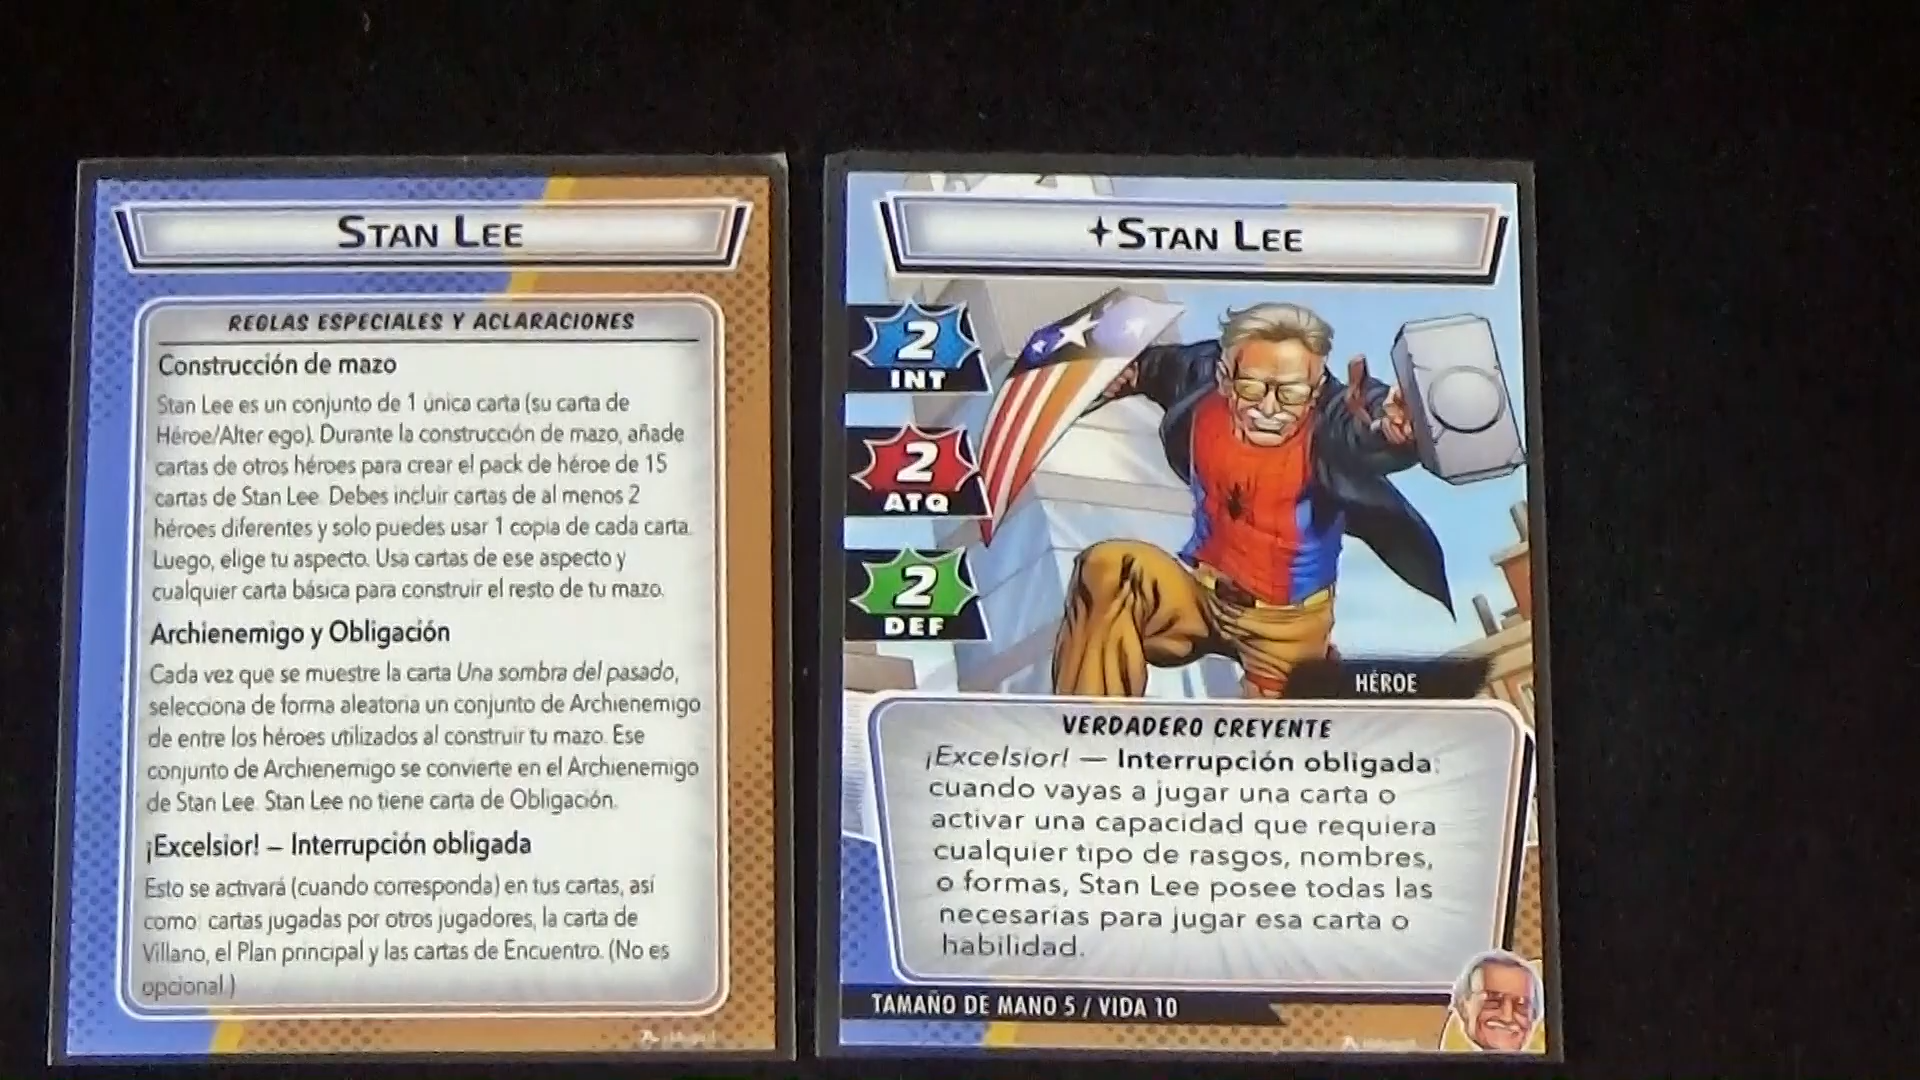 STAN LEE
REGLAS ESPECIALES Y ACLARACIONES
Construcción de mazo
Stan Lee es un conjunto de 1 única carta (su carta de
Héroe/Alter ego). Durante la construcción de mazo, añade
cartas de otros héroes para crear el pack de héroe de 15
cartas de Stan Lee. Debes incluir cartas de al menos 2
héroes diferentes y solo puedes usar 1 copia de cada carta.
Luego, elige tu aspecto. Usa cartas de ese aspecto y
cualquier carta básica para construir el resto de tu mazo.
Archienemigo y Obligación
Cada vez que se muestre la carta Una sombra del pasado,
selecciona de forma aleatoria un conjunto de Archienemigo
de entre los héroes utilizados al construir tu mazo. Ese
conjunto de Archienemigo se convierte en el Archienemigo
de Stan Lee. Stan Lee no tiene carta de Obligación.
¡Excelsior! – Interrupción obligada
Esto se activará (cuando corresponda) en tus cartas, así
como: cartas jugadas por otros jugadores, la carta de
Villano, el Plan principal y las cartas de Encuentro. (No es
opcional.)
STAN LEE
2
INT
2
ATQ
2
DEF
HÉROE
VERDADERO CREYENTE
¡Excelsior! — Interrupción obligada:
cuando vayas a jugar una carta o
activar una capacidad que requiera
cualquier tipo de rasgos, nombres,
o formas, Stan Lee posee todas las
necesarias para jugar esa carta o
habilidad.
TAMAÑO DE MANO 5 / VIDA 10